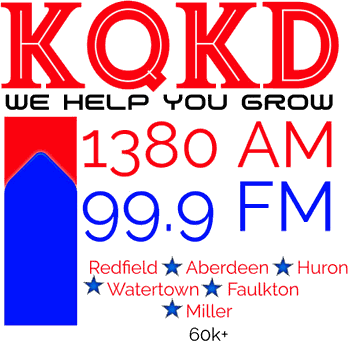 KQKD
WE HELP YOU GROW
1380 AM
99.9 FM
Redfield ★ Aberdeen ★ Huron
★ Watertown ★ Faulkton
★ Miller
60k+